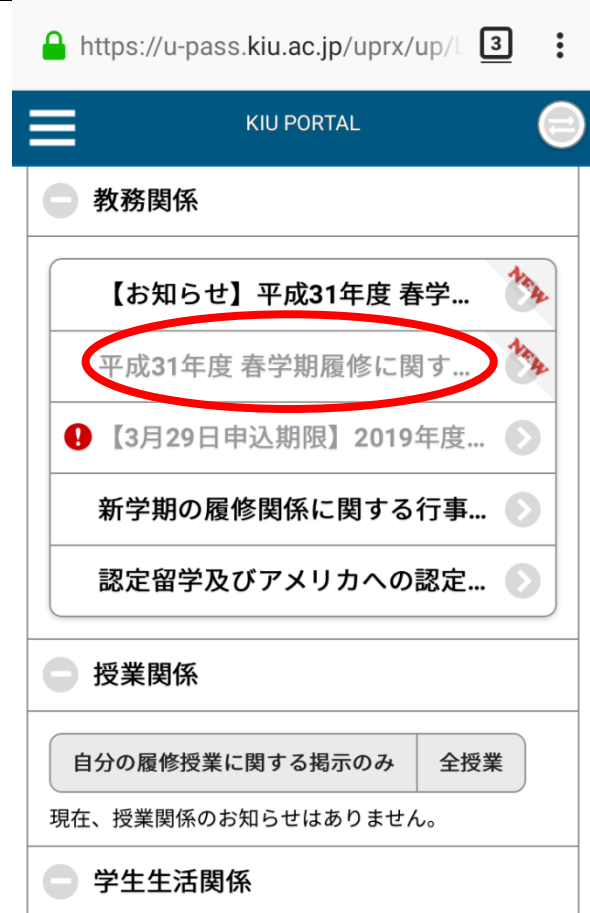 https://u-pass.kiu.ac.jp/uprx/up/
3
KIU PORTAL
教務関係
【お知らせ】平成31年度 春学...
NEW
平成31年度 春学期履修に関す...
NEW
【3月29日申込期限】2019年度...
新学期の履修関係に関する行事...
認定留学及びアメリカへの認定...
授業関係
自分の履修授業に関する掲示のみ 全授業
現在、授業関係のお知らせはありません。
学生生活関係